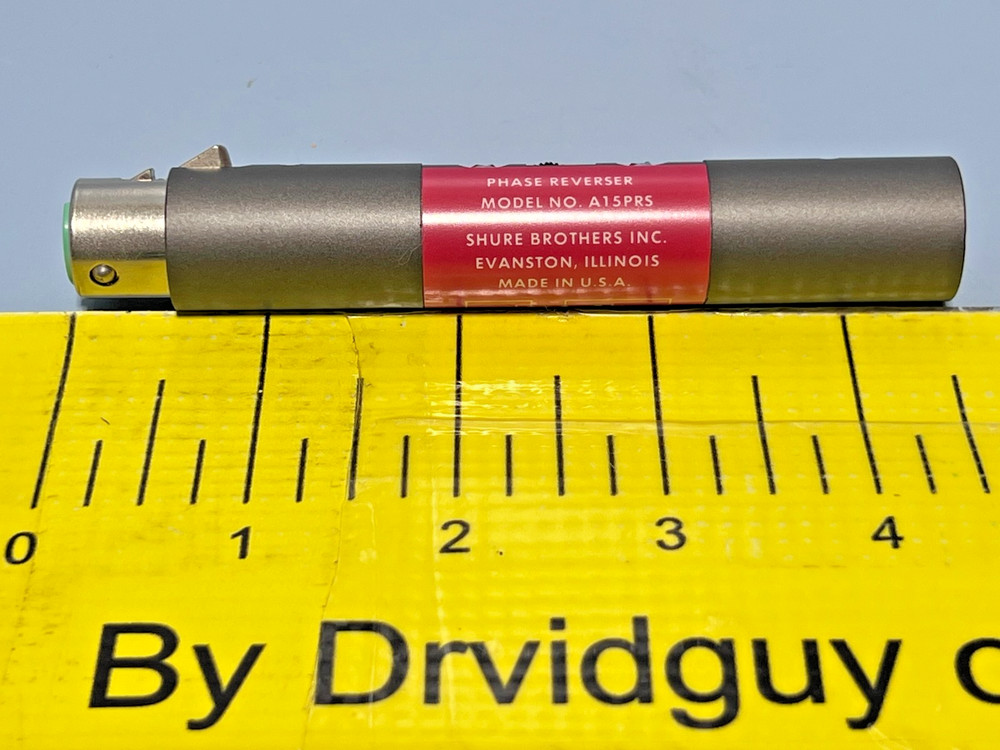 PHASE REVERSER
MODEL NO. A15PRS
SHURE BROTHERS INC.
EVANSTON, ILLINOIS
MADE IN U.S.A.
0 1 2 3 4
By Drvidguy